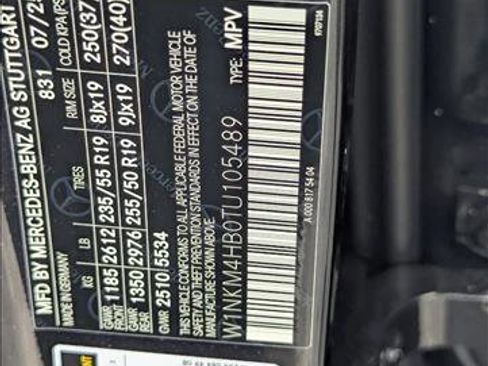 MFD BY MERCEDES-BENZ AG STUTTGART
MADE IN GERMANY 831 07/2
KG LB TIRES RIM SIZE COLD KPA(
GAWR FRONT 1185 2612 235/55 R19 8Jx19 250(37
GAWR REAR 1350 2976 255/50 R19 9Jx19 270(40
GVWR 2510 5534
THIS VEHICLE CONFORMS TO ALL APPLICABLE FEDERAL MOTOR VEHICLE
SAFETY AND THEFT PREVENTION STANDARDS IN EFFECT ON THE DATE OF
MANUFACTURE SHOWN ABOVE.
W1NKM4HB0TU105489 TYPE: MPV
A 000 817 54 04